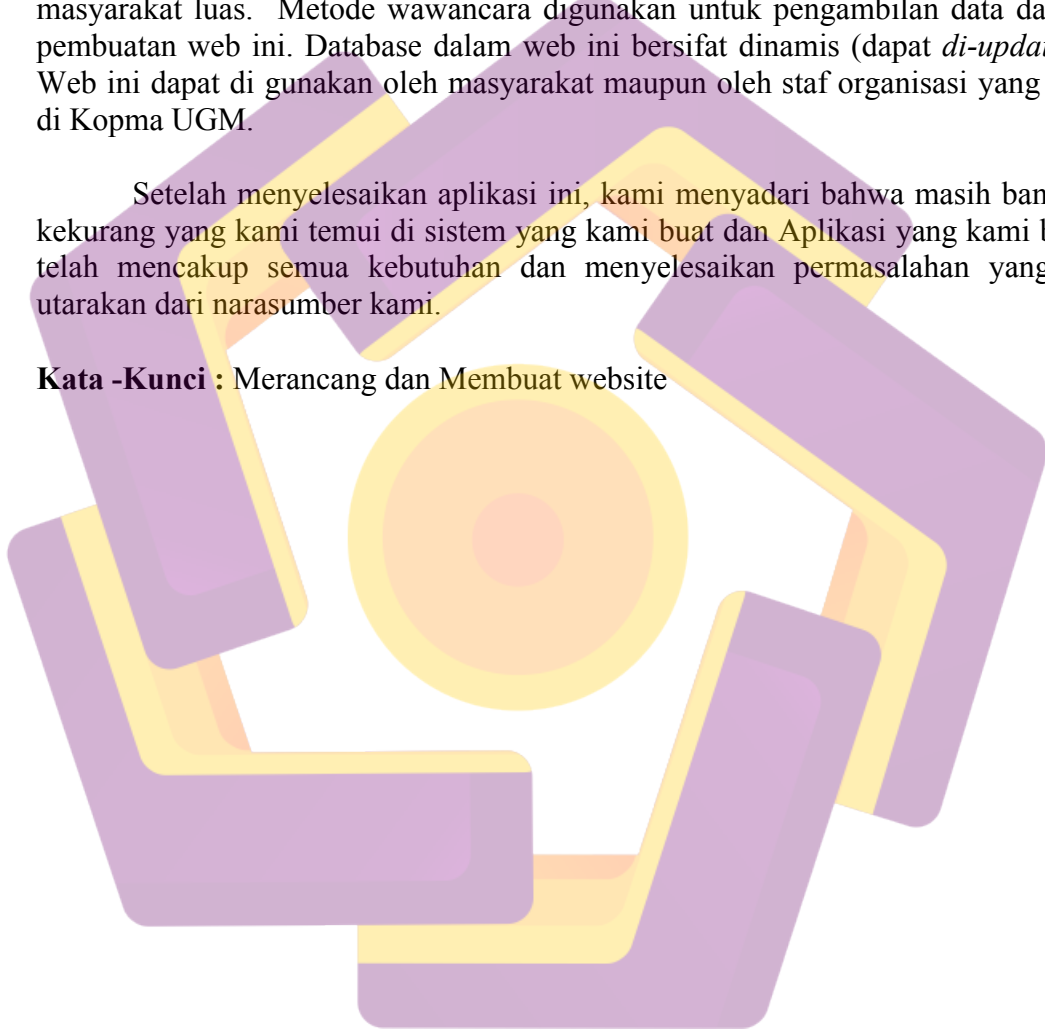 masyarakat luas. Metode wawancara digunakan untuk pengambilan data da
pembuatan web ini. Database dalam web ini bersifat dinamis (dapat di-updat
Web ini dapat di gunakan oleh masyarakat maupun oleh staf organisasi yang
di Kopma UGM.
Setelah menyelesaikan aplikasi ini, kami menyadari bahwa masih ban
kekurang yang kami temui di sistem yang kami buat dan Aplikasi yang kami b
telah mencakup semua kebutuhan dan menyelesaikan permasalahan yang
utarakan dari narasumber kami.
Kata -Kunci : Merancang dan Membuat website